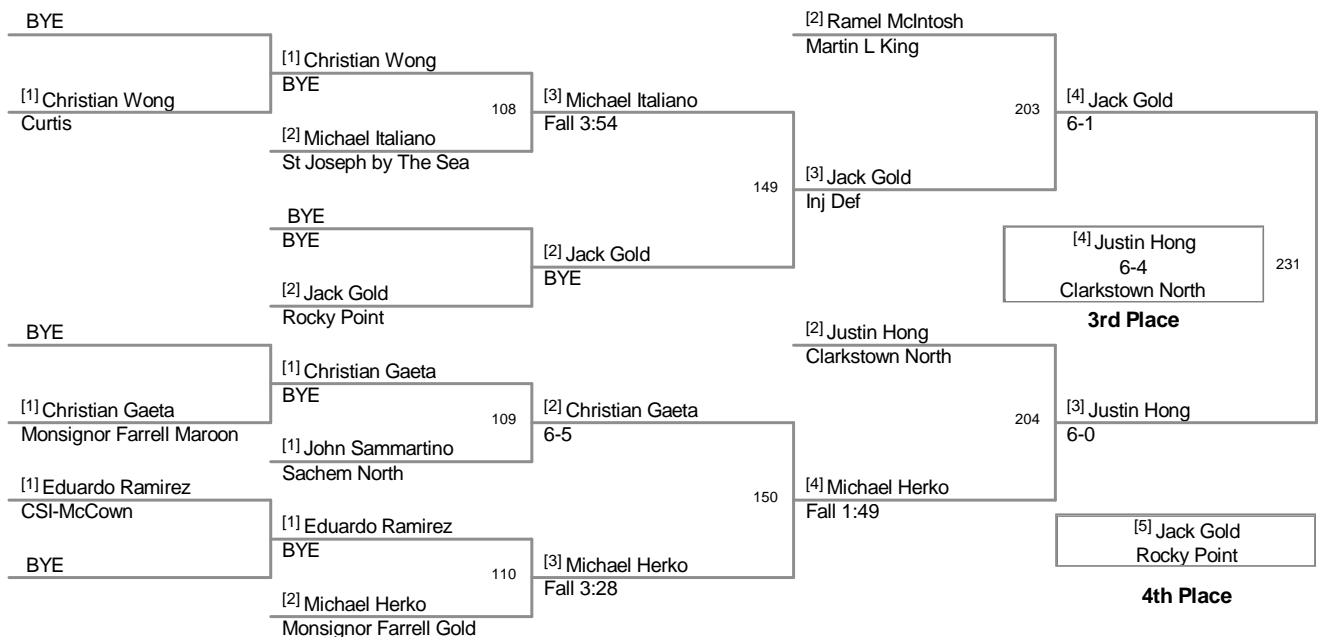 BYE
[1] Christian Wong
Curtis
[1] Christian Wong
BYE
108
[2] Michael Italiano
St Joseph by The Sea
[3] Michael Italiano
Fall 3:54
BYE
BYE
[2] Jack Gold
Rocky Point
[2] Jack Gold
BYE
149
[2] Ramel McIntosh
Martin L King
[3] Jack Gold
Inj Def
203
[4] Jack Gold
6-1
[4] Justin Hong
6-4
Clarkstown North
3rd Place
231
BYE
[1] Christian Gaeta
Monsignor Farrell Maroon
[1] Christian Gaeta
BYE
109
[1] John Sammartino
Sachem North
[2] Christian Gaeta
6-5
[1] Eduardo Ramirez
CSI-McCown
BYE
[1] Eduardo Ramirez
BYE
110
[2] Michael Herko
Monsignor Farrell Gold
[3] Michael Herko
Fall 3:28
150
[2] Justin Hong
Clarkstown North
[4] Michael Herko
Fall 1:49
204
[3] Justin Hong
6-0
[5] Jack Gold
Rocky Point
4th Place